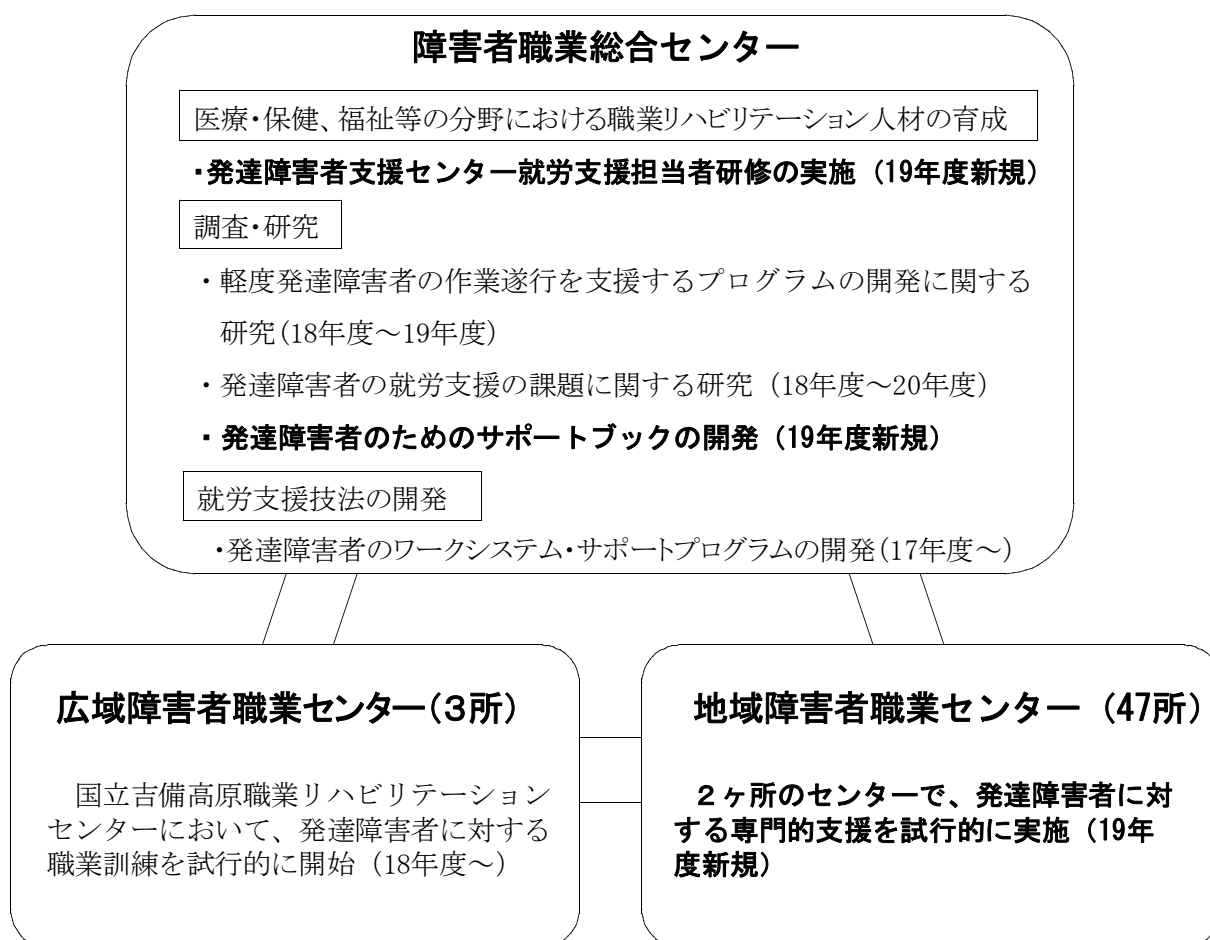 障害者職業総合センター
医療・保健、福祉等の分野における職業リハビリテーション人材の育成
・発達障害者支援センター就労支援担当者研修の実施（19年度新規）
調査・研究
・軽度発達障害者の作業遂行を支援するプログラムの開発に関する
研究（18年度～19年度）
・発達障害者の就労支援の課題に関する研究（18年度～20年度）
・発達障害者のためのサポートブックの開発（19年度新規）
就労支援技法の開発
・発達障害者のワークシステム・サポートプログラムの開発（17年度～）
広域障害者職業センター（３所）
国立吉備高原職業リハビリテーション
センターにおいて、発達障害者に対する
職業訓練を試行的に開始（18年度～）
地域障害者職業センター（47所）
２ヶ所のセンターで、発達障害者に対
する専門的支援を試行的に実施（19年
度新規）